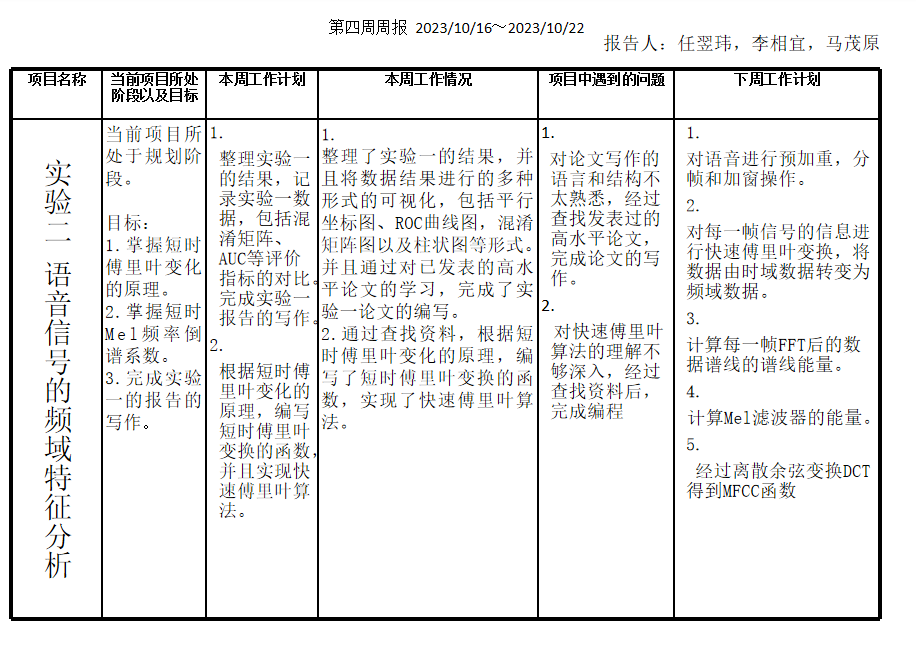 第四周周报 2023/10/16～2023/10/22
报告人：任翌玮，李相宜，马茂原
项目名称
当前项目所处
阶段以及目标
本周工作计划
本周工作情况
项目中遇到的问题
下周工作计划
实验二 语音信号的频域特征分析
当前项目所
处于规划阶
段。
目标：
1.掌握短时
傅里叶变化
的原理。
2.掌握短时
Mel频率倒
谱系数。
3.完成实验
一的报告的
写作。
1.
整理实验一
的结果，记
录实验一数
据，包括混
淆矩阵、
AUC等评价
指标的对比。
完成实验一
报告的写作。
2.
根据短时傅
里叶变化的
原理，编写
短时傅里叶
变换的函数，
并且实现快
速傅里叶算
法。
1.
整理了实验一的结果，并
且将数据结果进行的多种
形式的可视化，包括平行
坐标图、ROC曲线图，混淆
矩阵图以及柱状图等形式。
并且通过对已发表的高水
平论文的学习，完成了实
验一论文的编写。
2.通过查找资料，根据短
时傅里叶变化的原理，编
写了短时傅里叶变换的函
数，实现了快速傅里叶算
法。
1.
对论文写作的
语言和结构不
太熟悉，经过
查找发表过的
高水平论文，
完成论文的写
作。
2.
对快速傅里叶
算法的理解不
够深入，经过
查找资料后，
完成编程
1.
对语音进行预加重，分
帧和加窗操作。
2.
对每一帧信号的信息进
行快速傅里叶变换，将
数据由时域数据转变为
频域数据。
3.
计算每一帧FFT后的数
据谱线的谱线能量。
4.
计算Mel滤波器的能量。
5.
经过离散余弦变换DCT
得到MFCC函数